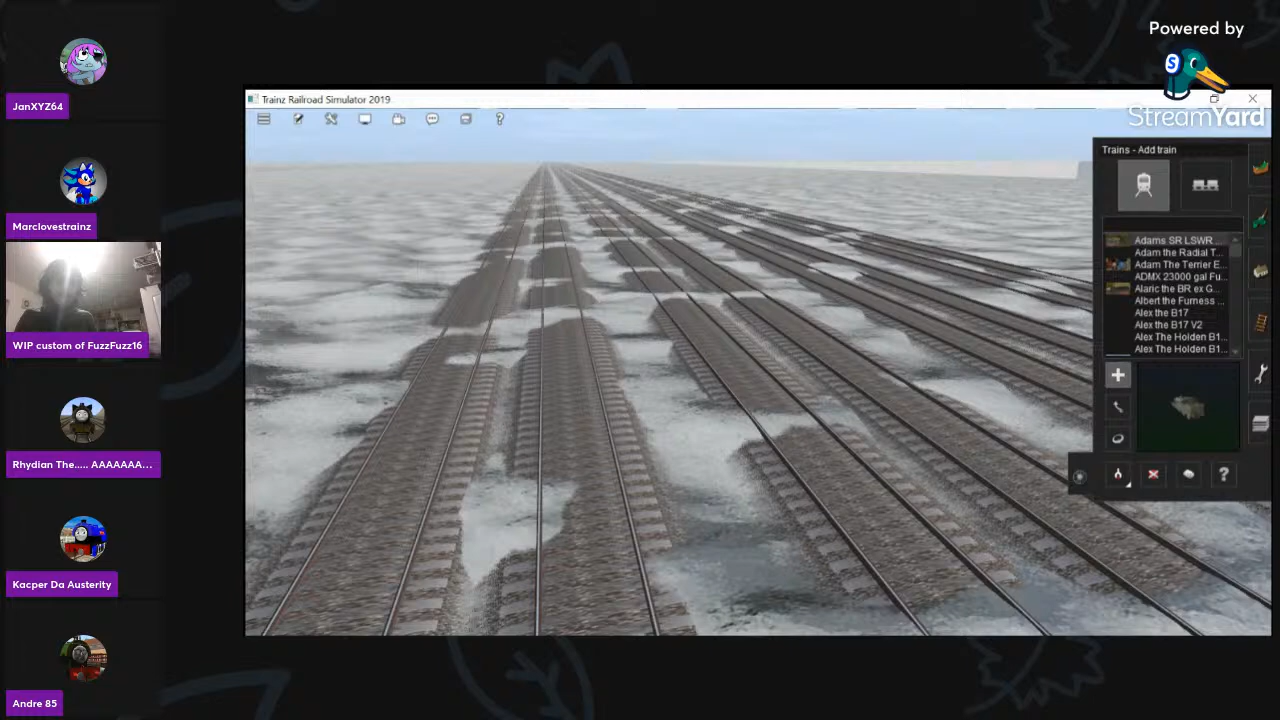 Powered by
StreamYard
JanXYZ64
Marclovestrainz
WIP custom of FuzzFuzz16
Rhydian The..... AAAAAAA...
Kacper Da Austerity
Andre 85
Trainz Railroad Simulator 2019
Trains - Add train
Adams SR LSWR ...
Adam the Radial T...
Adam The Terrier E...
ADMX 23000 gal Fu...
Alaric the BR ex G...
Albert the Furness ...
Alex the B17
Alex the B17 V2
Alex The Holden B1...
Alex The Holden B1...